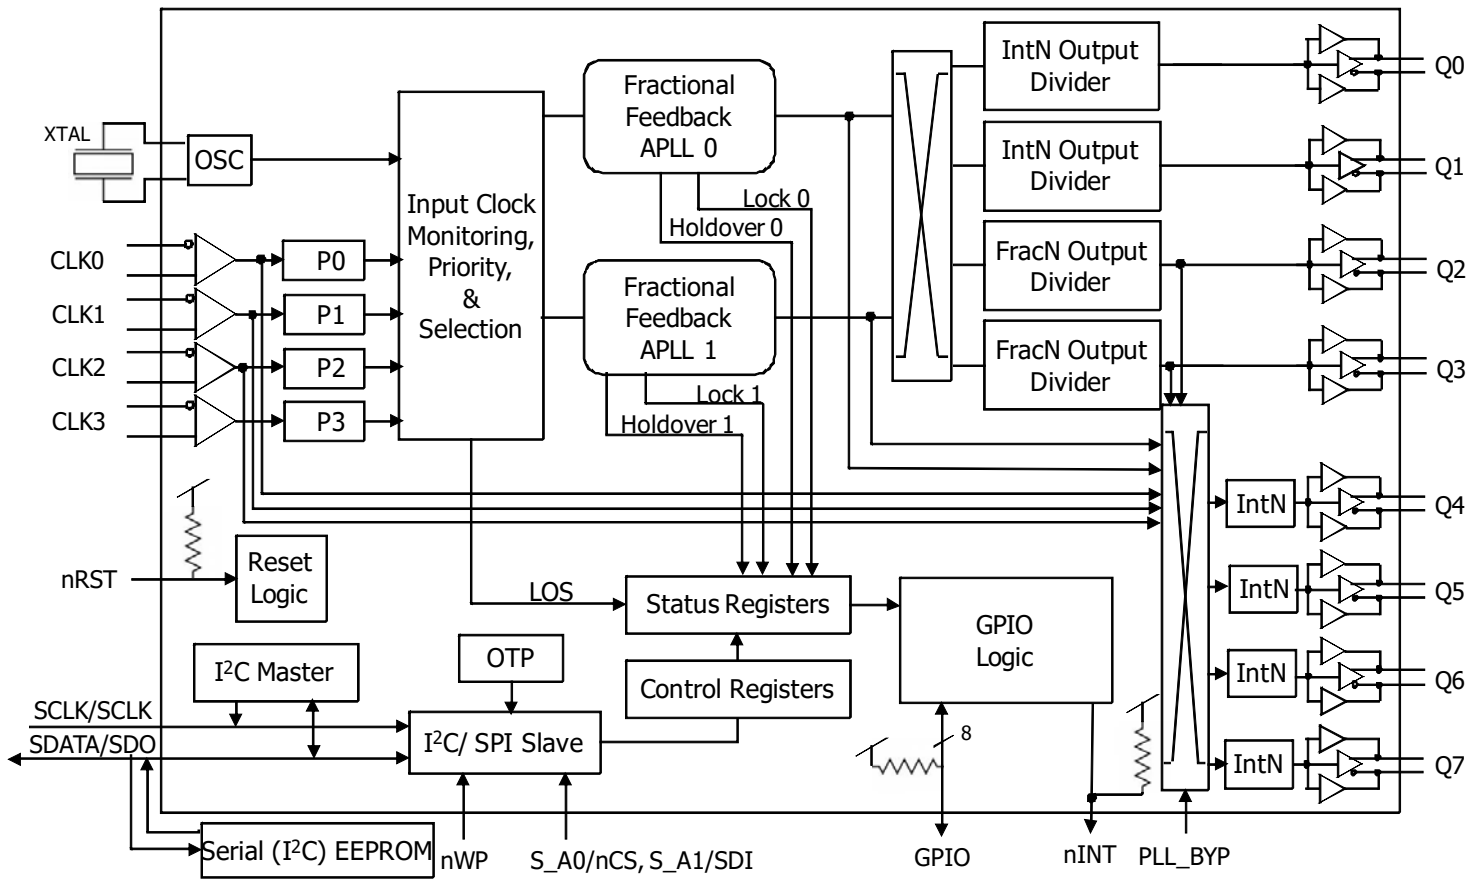 XTAL
OSC
CLK0
CLK1
CLK2
CLK3
P0
P1
P2
P3
Input Clock
Monitoring,
Priority,
&
Selection
Fractional
Feedback
APLL 0
Lock 0
Holdover 0
Fractional
Feedback
APLL 1
Lock 1
Holdover 1
IntN Output
Divider
IntN Output
Divider
FracN Output
Divider
FracN Output
Divider
Q0
Q1
Q2
Q3
IntN
Q4
IntN
Q5
IntN
Q6
IntN
Q7
nRST
Reset
Logic
LOS
Status Registers
GPIO
Logic
I²C Master
OTP
Control Registers
SCLK/SCLK
SDATA/SDO
I²C/ SPI Slave
8
Serial (I²C) EEPROM
nWP
S_A0/nCS, S_A1/SDI
GPIO
nINT
PLL_BYP